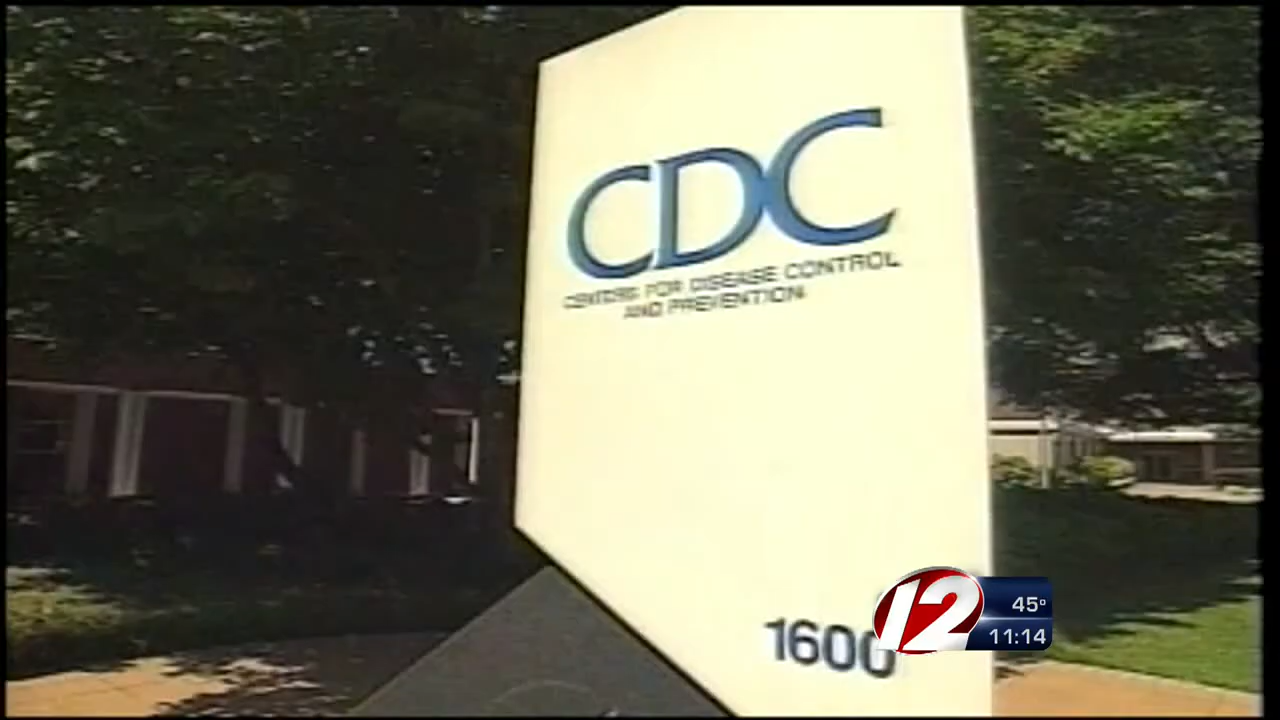 CDC
CENTERS FOR DISEASE CONTROL
AND PREVENTION
1600
12
45°
11:14